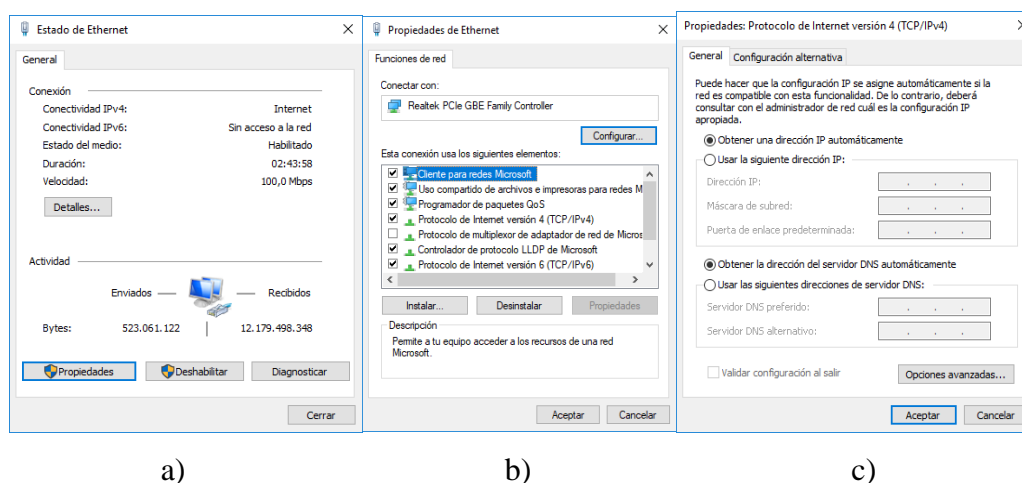 Estado de Ethernet
General
Conexión
Conectividad IPv4: Internet
Conectividad IPv6: Sin acceso a la red
Estado del medio: Habilitado
Duración: 02:43:58
Velocidad: 100,0 Mbps
Detalles...
Actividad
Enviados Recibidos
Bytes: 523.061.122 12.179.498.348
Propiedades Deshabilitar Diagnosticar
Cerrar
a)
Propiedades de Ethernet
Funciones de red
Conectar con:
Realtek PCIe GBE Family Controller
Configurar...
Esta conexión usa los siguientes elementos:
Cliente para redes Microsoft
Uso compartido de archivos e impresoras para redes M
Programador de paquetes QoS
Protocolo de Internet versión 4 (TCP/IPv4)
Protocolo de multiplexor de adaptador de red de Micros
Controlador de protocolo LLDP de Microsoft
Protocolo de Internet versión 6 (TCP/IPv6)
Instalar... Desinstalar Propiedades
Descripción
Permite a tu equipo acceder a los recursos de una red
Microsoft.
Aceptar Cancelar
b)
Propiedades: Protocolo de Internet versión 4 (TCP/IPv4)
General Configuración alternativa
Puede hacer que la configuración IP se asigne automáticamente si la
red es compatible con esta funcionalidad. De lo contrario, deberá
consultar con el administrador de red cuál es la configuración IP
apropiada.
Obtener una dirección IP automáticamente
Usar la siguiente dirección IP:
Dirección IP:
Máscara de subred:
Puerta de enlace predeterminada:
Obtener la dirección del servidor DNS automáticamente
Usar las siguientes direcciones de servidor DNS:
Servidor DNS preferido:
Servidor DNS alternativo:
Validar configuración al salir
Opciones avanzadas...
Aceptar Cancelar
c)